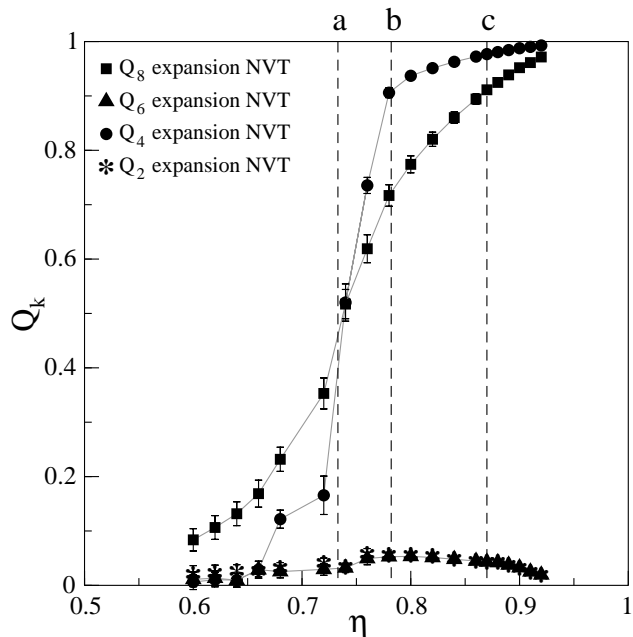 a b c
1
0.8
0.6
0.4
0.2
0
Q8 expansion NVT
Q6 expansion NVT
Q4 expansion NVT
Q2 expansion NVT
Qk
0.5 0.6 0.7 0.8 0.9 1
η